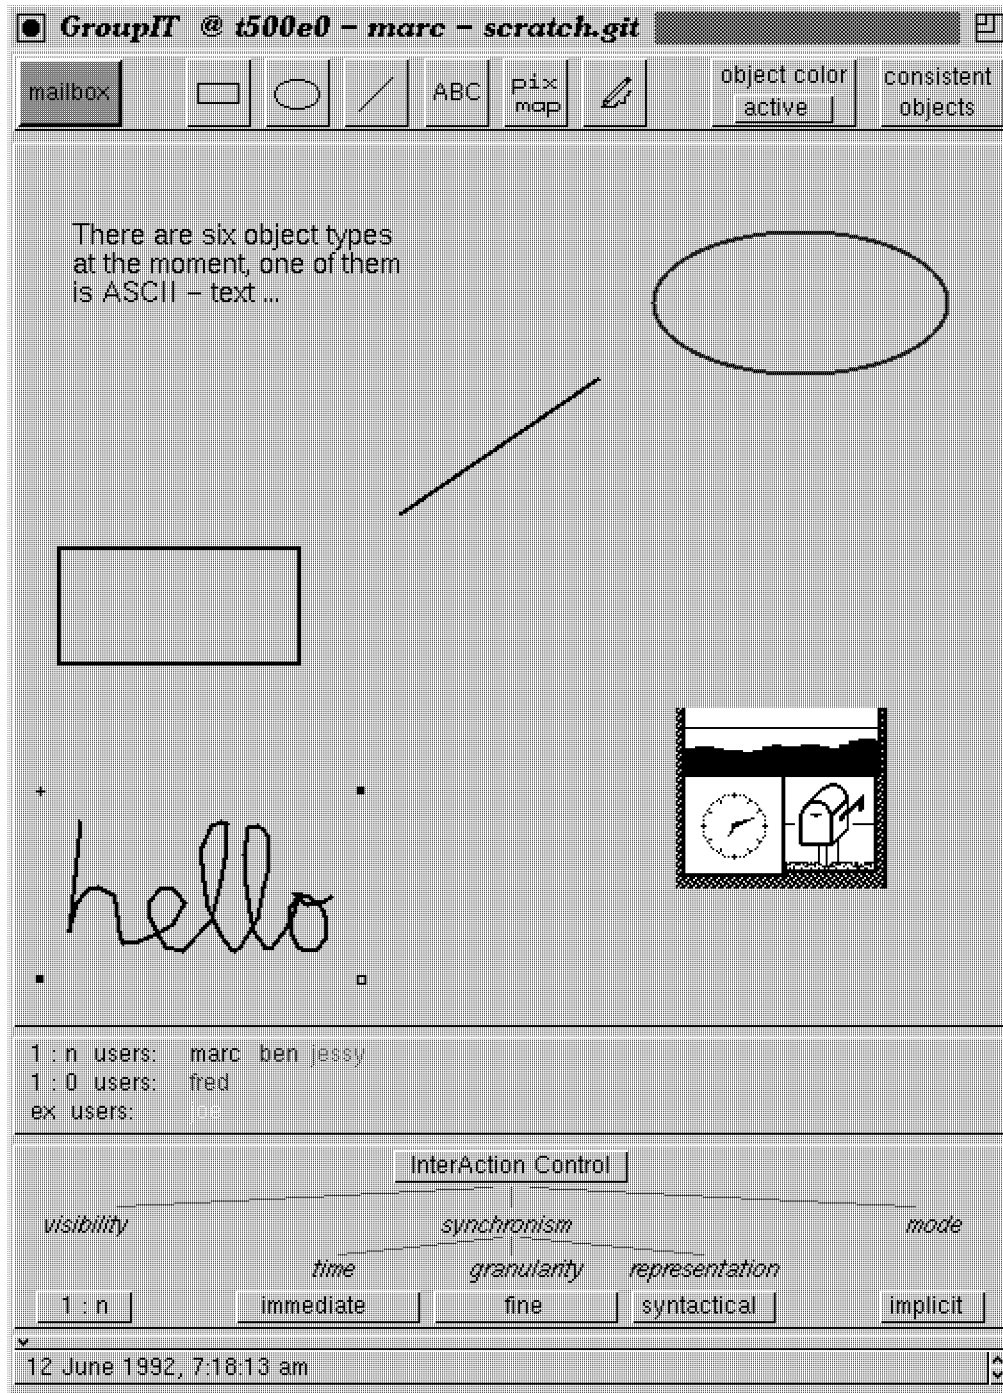 GroupIT @ t500e0 – marc – scratch.git
mailbox
ABC
pix
map
object color
active
consistent
objects
There are six object types
at the moment, one of them
is ASCII – text ...
hello
1 : n users: marc ben jessy
1 : 0 users: fred
ex users: joe
InterAction Control
visibility synchronism mode
time granularity representation
1 : n immediate fine syntactical implicit
12 June 1992, 7:18:13 am